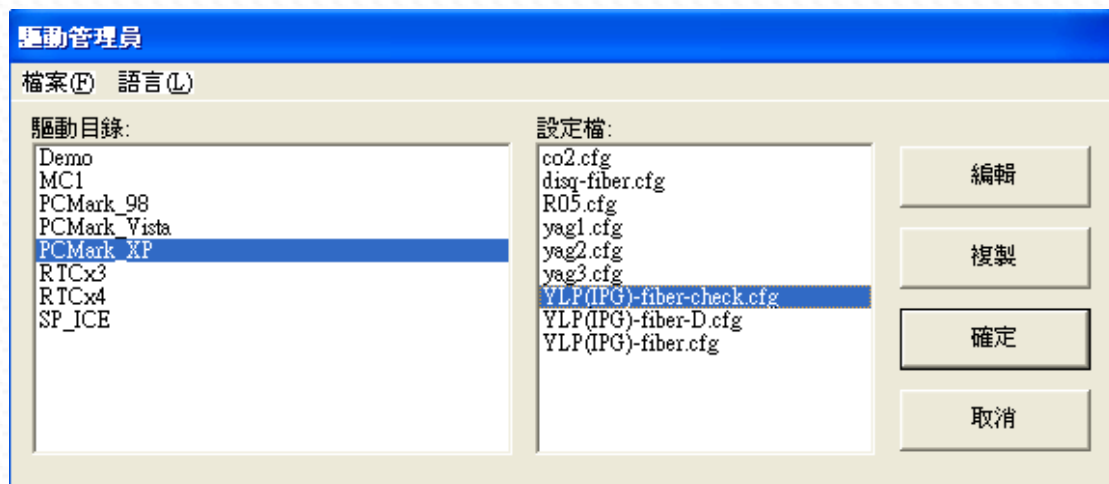 驅動管理員
檔案(F) 語言(L)
驅動目錄:
Demo
MC1
PCMark_98
PCMark_Vista
PCMark_XP
RTCx3
RTCx4
SP_ICE
設定檔:
co2.cfg
disq-fiber.cfg
R05.cfg
yag1.cfg
yag2.cfg
yag3.cfg
YLP(IPG)-fiber-check.cfg
YLP(IPG)-fiber-D.cfg
YLP(IPG)-fiber.cfg
編輯
複製
確定
取消